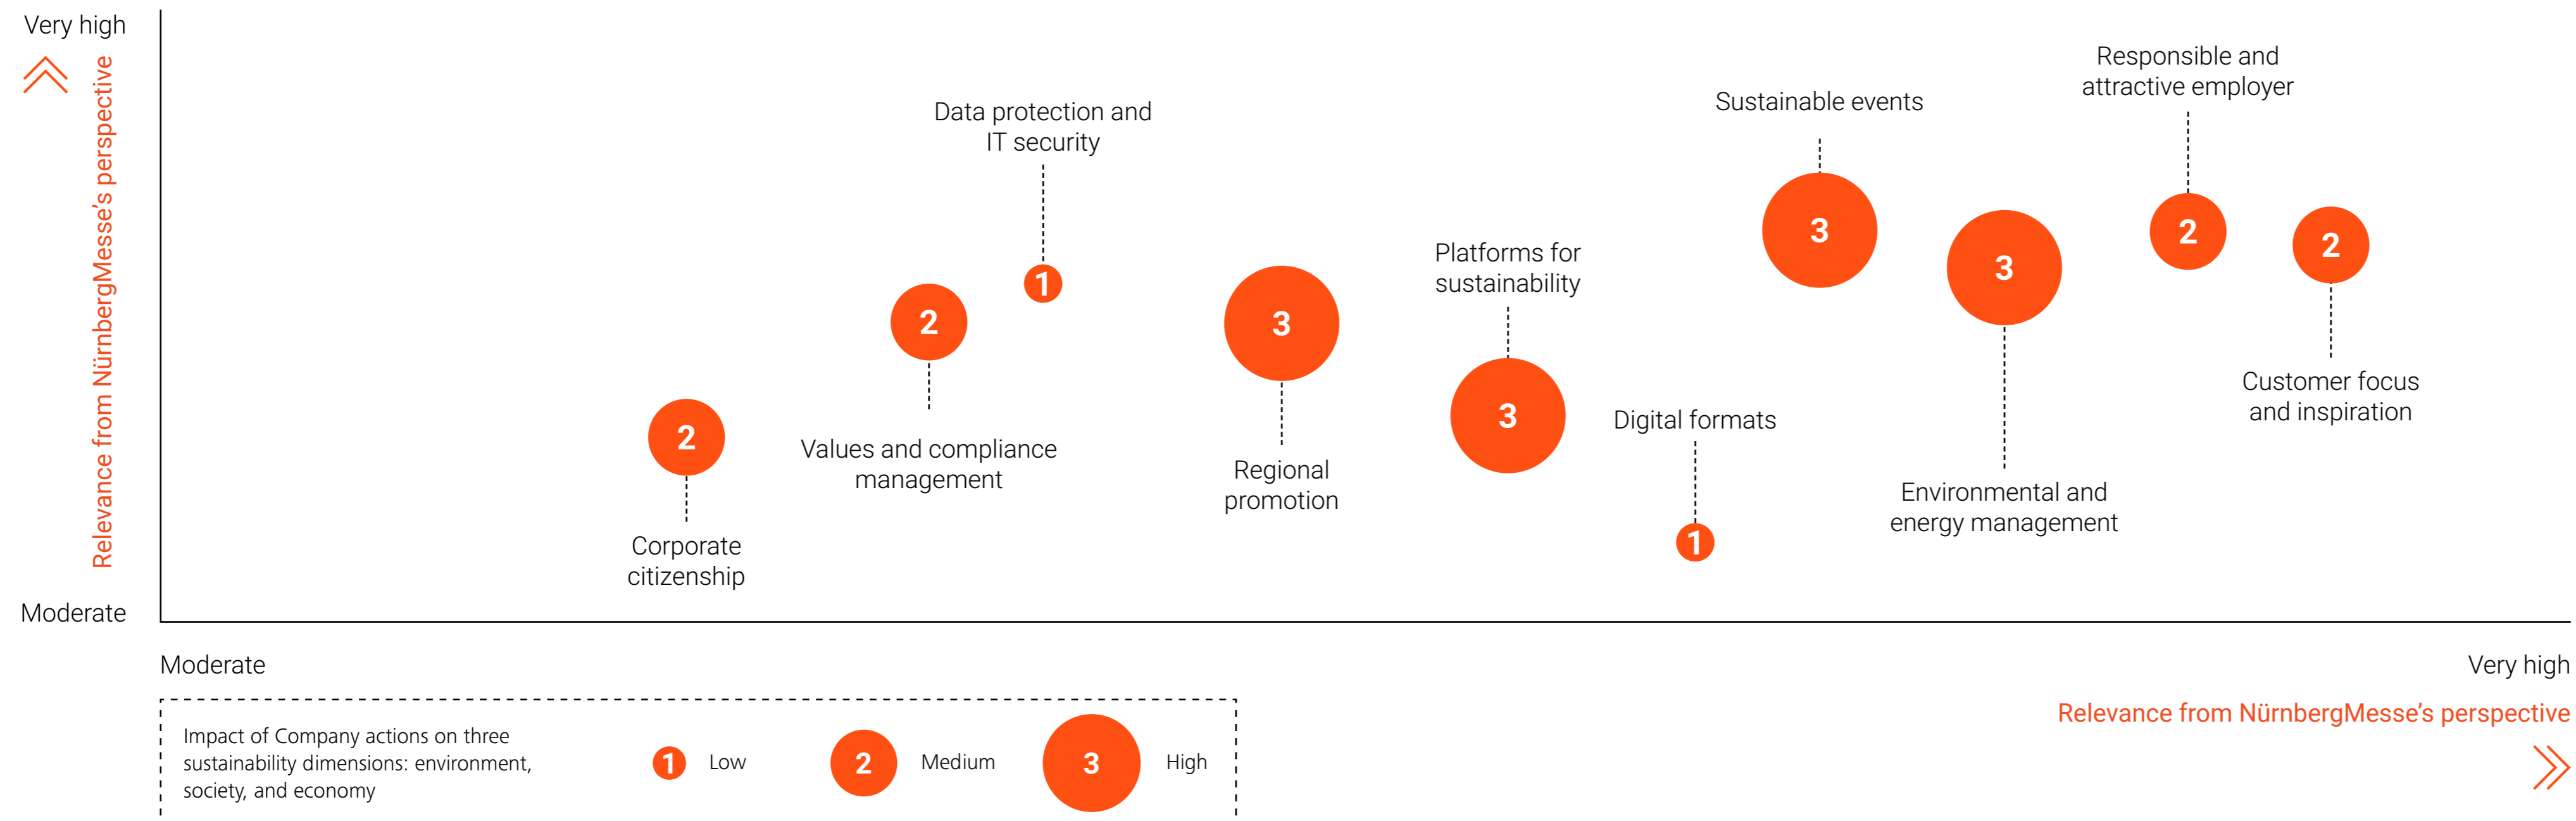 Very high
Relevance from NürnbergMesse's perspective
Moderate
Responsible and
attractive employer
Sustainable events
Data protection and
IT security
3
2
2
3
Platforms for
sustainability
1
2
3
Customer focus
and inspiration
3
Digital formats
2
Values and compliance
management
Regional
promotion
Environmental and
energy management
1
Corporate
citizenship
Moderate
Very high
Relevance from NürnbergMesse's perspective
Impact of Company actions on three
sustainability dimensions: environment,
society, and economy
1 Low
2 Medium
3 High